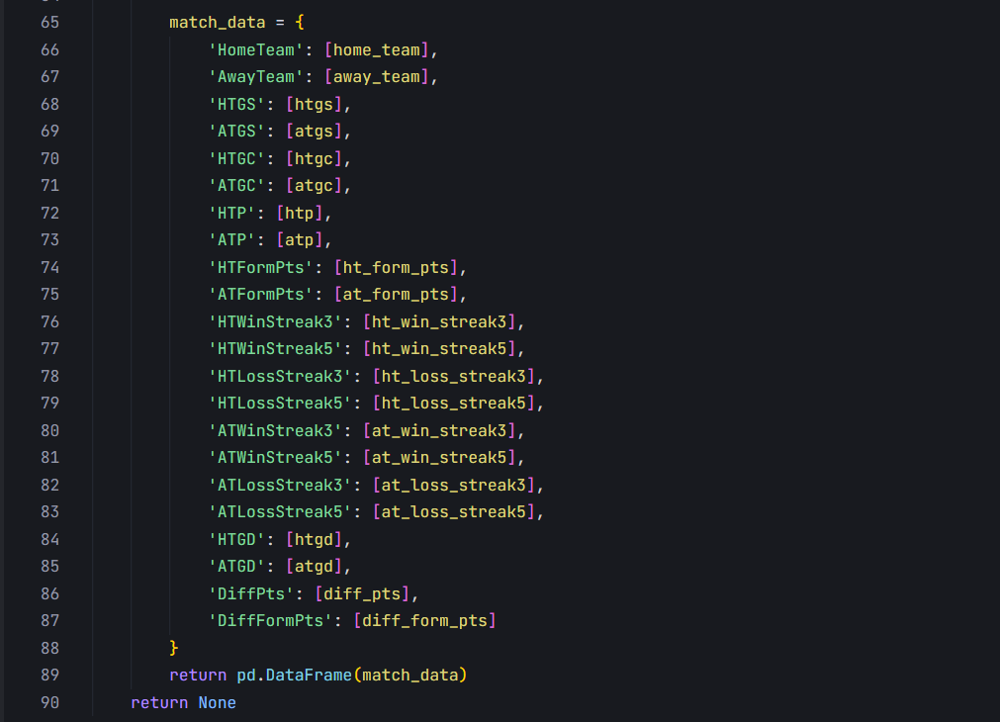 65 match_data = {
66 'HomeTeam': [home_team],
67 'AwayTeam': [away_team],
68 'HTGS': [htgs],
69 'ATGS': [atgs],
70 'HTGC': [htgc],
71 'ATGC': [atgc],
72 'HTP': [htp],
73 'ATP': [atp],
74 'HTFormPts': [ht_form_pts],
75 'ATFormPts': [at_form_pts],
76 'HTWinStreak3': [ht_win_streak3],
77 'HTWinStreak5': [ht_win_streak5],
78 'HTLossStreak3': [ht_loss_streak3],
79 'HTLossStreak5': [ht_loss_streak5],
80 'ATWinStreak3': [at_win_streak3],
81 'ATWinStreak5': [at_win_streak5],
82 'ATLossStreak3': [at_loss_streak3],
83 'ATLossStreak5': [at_loss_streak5],
84 'HTGD': [htgd],
85 'ATGD': [atgd],
86 'DiffPts': [diff_pts],
87 'DiffFormPts': [diff_form_pts]
88 }
89 return pd.DataFrame(match_data)
90 return None